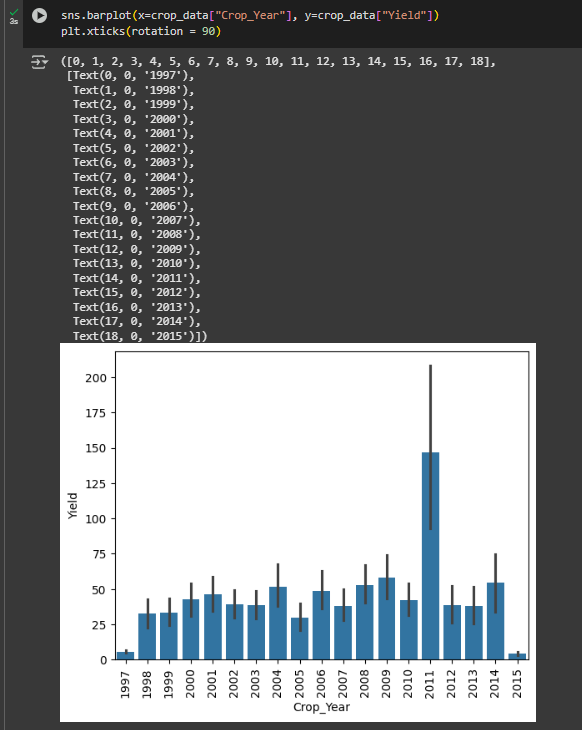 3s
sns.barplot(x=crop_data["Crop_Year"], y=crop_data["Yield"])
plt.xticks(rotation = 90)
([0, 1, 2, 3, 4, 5, 6, 7, 8, 9, 10, 11, 12, 13, 14, 15, 16, 17, 18],
[Text(0, 0, '1997'),
Text(1, 0, '1998'),
Text(2, 0, '1999'),
Text(3, 0, '2000'),
Text(4, 0, '2001'),
Text(5, 0, '2002'),
Text(6, 0, '2003'),
Text(7, 0, '2004'),
Text(8, 0, '2005'),
Text(9, 0, '2006'),
Text(10, 0, '2007'),
Text(11, 0, '2008'),
Text(12, 0, '2009'),
Text(13, 0, '2010'),
Text(14, 0, '2011'),
Text(15, 0, '2012'),
Text(16, 0, '2013'),
Text(17, 0, '2014'),
Text(18, 0, '2015')])
200
175
150
125
100
75
50
25
0
Yield
1997
1998
1999
2000
2001
2002
2003
2004
2005
2006
2007
2008
2009
2010
2011
2012
2013
2014
2015
Crop_Year